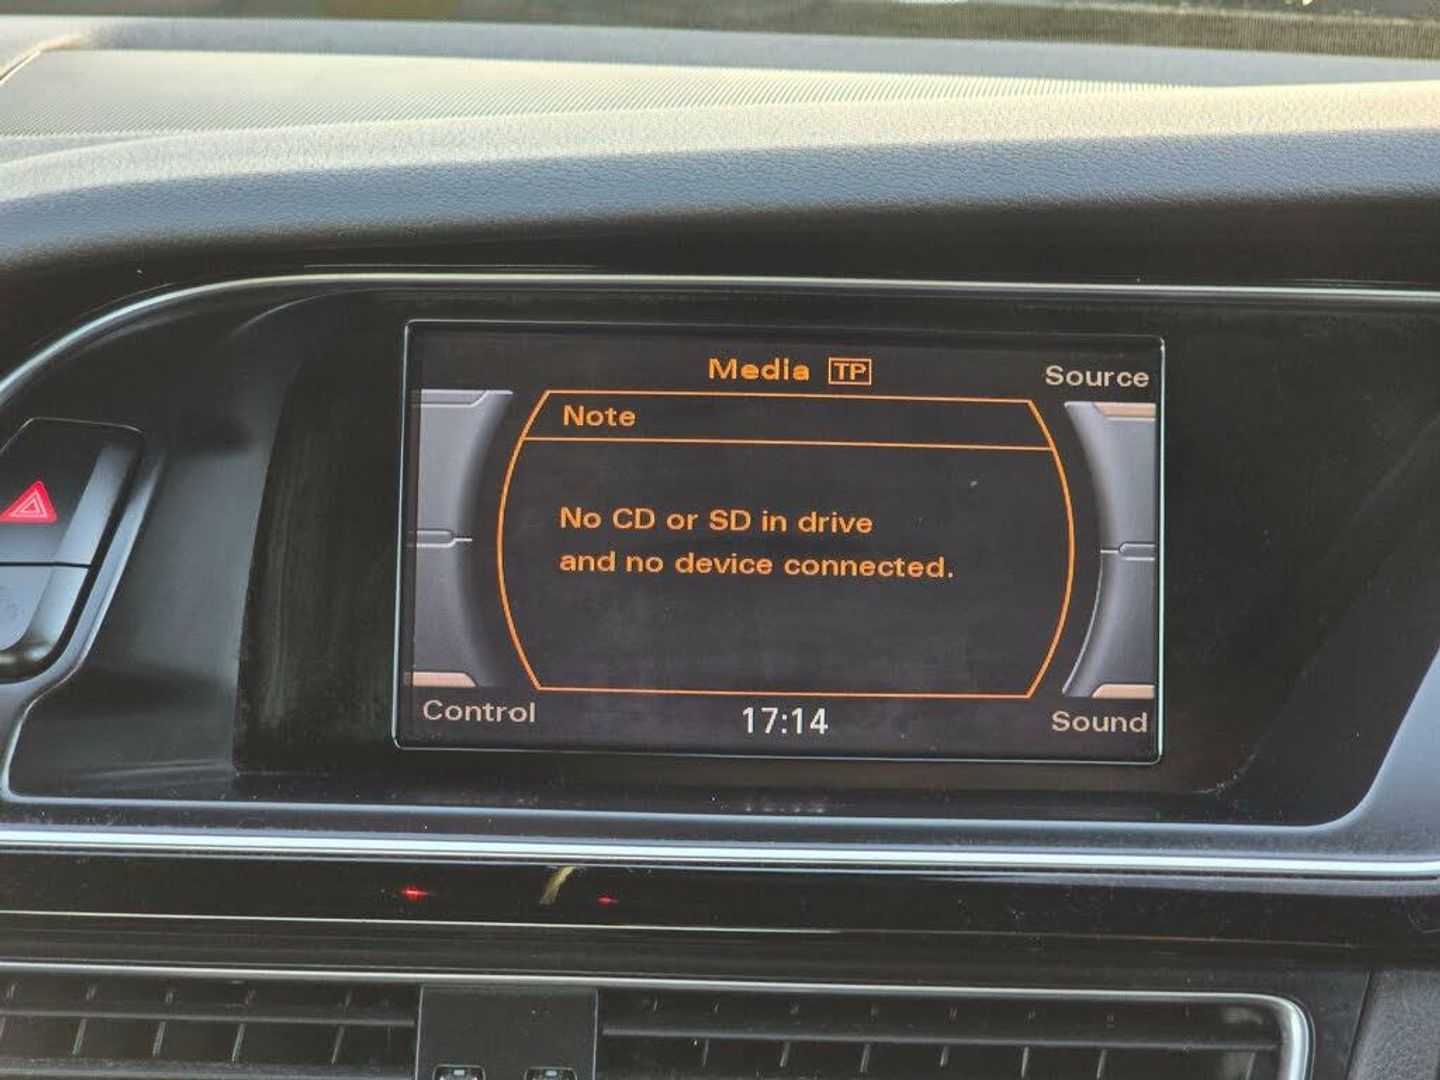 Media TP
Source
Note
No CD or SD in drive
and no device connected.
Control
17:14
Sound